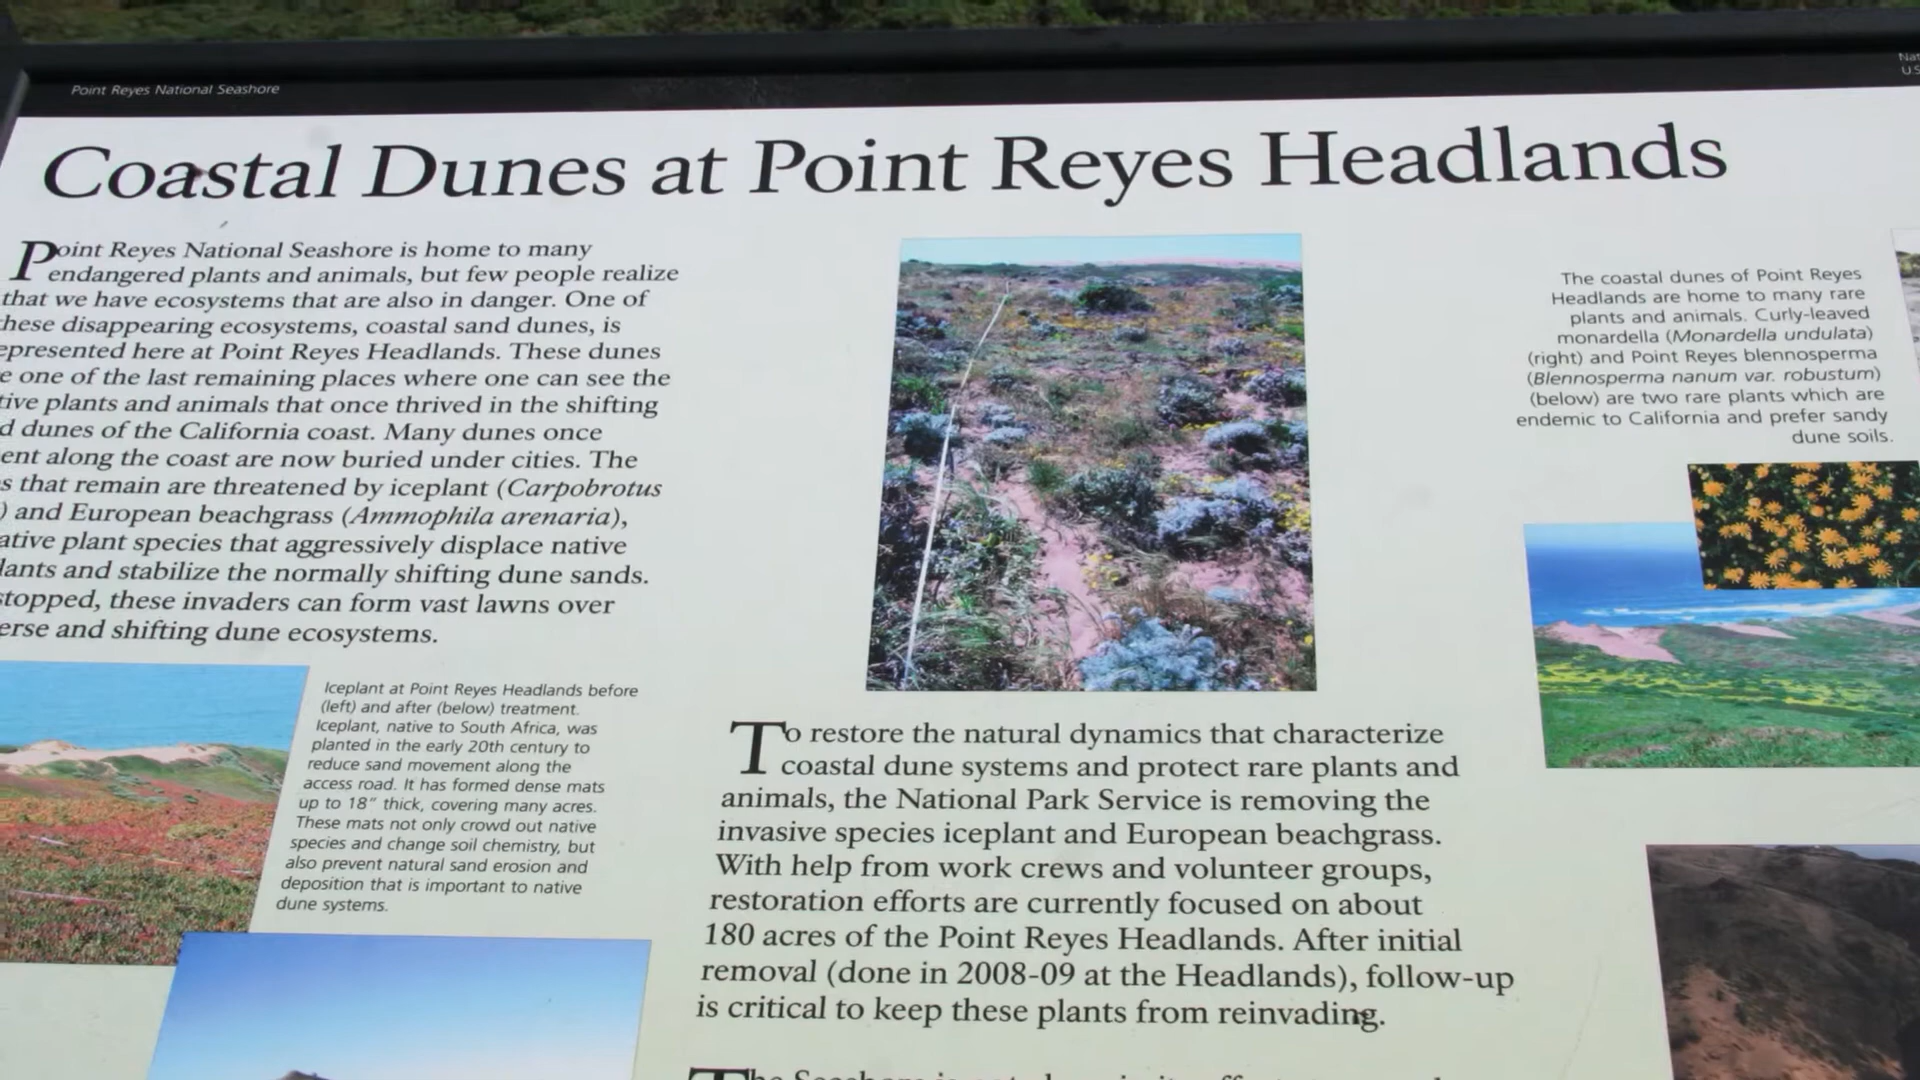 Point Reyes National Seashore
Nat
U.S
Coastal Dunes at Point Reyes Headlands
Point Reyes National Seashore is home to many
endangered plants and animals, but few people realize
that we have ecosystems that are also in danger. One of
these disappearing ecosystems, coastal sand dunes, is
epresented here at Point Reyes Headlands. These dunes
e one of the last remaining places where one can see the
tive plants and animals that once thrived in the shifting
d dunes of the California coast. Many dunes once
ent along the coast are now buried under cities. The
s that remain are threatened by iceplant (Carpobrotus
) and European beachgrass (Ammophila arenaria),
ative plant species that aggressively displace native
lants and stabilize the normally shifting dune sands.
stopped, these invaders can form vast lawns over
erse and shifting dune ecosystems.
Iceplant at Point Reyes Headlands before
(left) and after (below) treatment.
Iceplant, native to South Africa, was
planted in the early 20th century to
reduce sand movement along the
access road. It has formed dense mats
up to 18" thick, covering many acres.
These mats not only crowd out native
species and change soil chemistry, but
also prevent natural sand erosion and
deposition that is important to native
dune systems.
To restore the natural dynamics that characterize
coastal dune systems and protect rare plants and
animals, the National Park Service is removing the
invasive species iceplant and European beachgrass.
With help from work crews and volunteer groups,
restoration efforts are currently focused on about
180 acres of the Point Reyes Headlands. After initial
removal (done in 2008-09 at the Headlands), follow-up
is critical to keep these plants from reinvading.
The Seashore is
The coastal dunes of Point Reyes
Headlands are home to many rare
plants and animals. Curly-leaved
monardella (Monardella undulata)
(right) and Point Reyes blennosperma
(Blennosperma nanum var. robustum)
(below) are two rare plants which are
endemic to California and prefer sandy
dune soils.